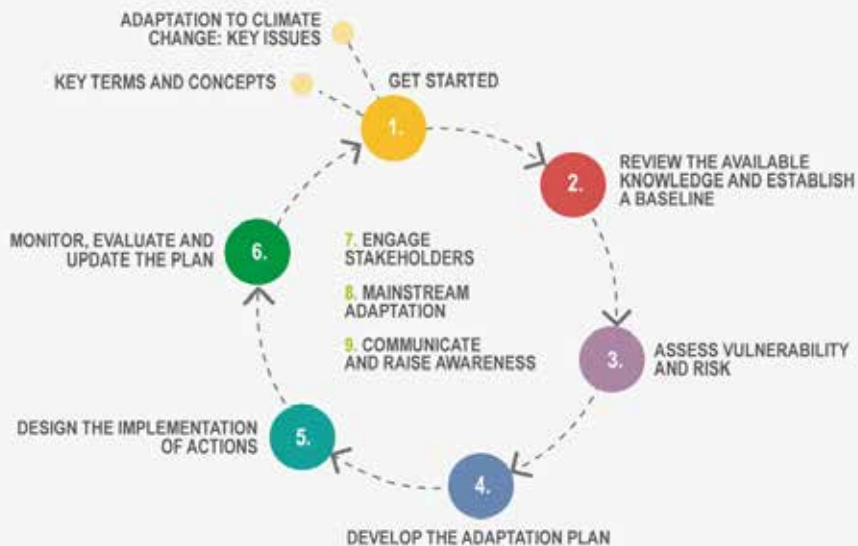 ADAPTATION TO CLIMATE
CHANGE: KEY ISSUES
KEY TERMS AND CONCEPTS
GET STARTED
1.
2.
REVIEW THE AVAILABLE
KNOWLEDGE AND ESTABLISH
A BASELINE
3.
ASSESS VULNERABILITY
AND RISK
4.
DEVELOP THE ADAPTATION PLAN
5.
DESIGN THE IMPLEMENTATION
OF ACTIONS
6.
MONITOR, EVALUATE AND
UPDATE THE PLAN
7. ENGAGE
STAKEHOLDERS
8. MAINSTREAM
ADAPTATION
9. COMMUNICATE
AND RAISE AWARENESS